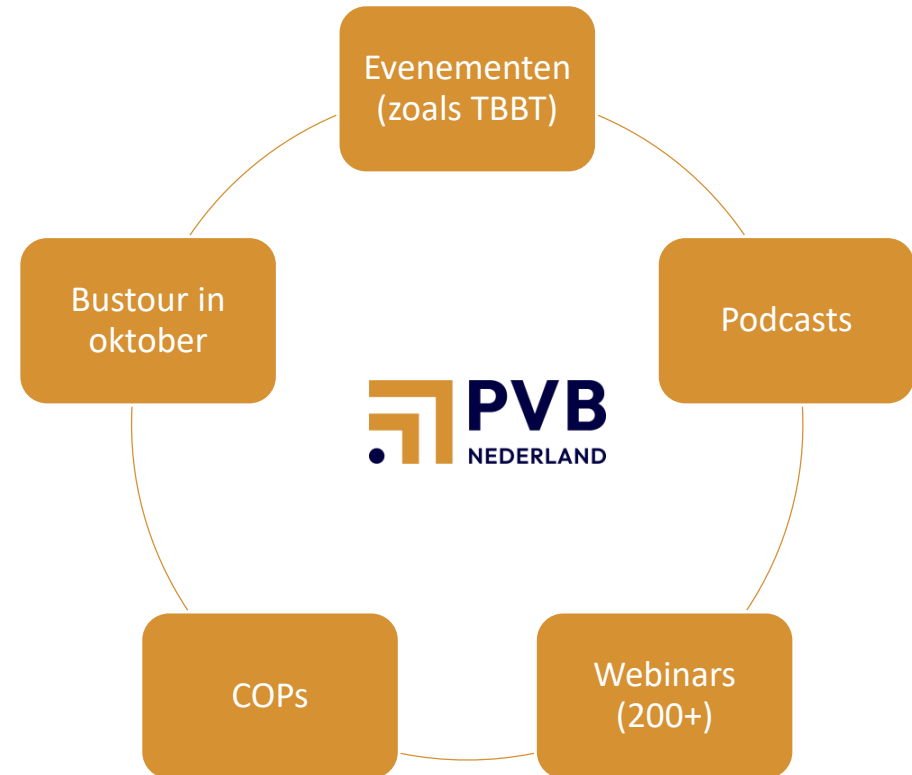 Evenementen
(zoals TBBT)
Podcasts
Webinars
(200+)
COPs
Bustour in
oktober
PVB
NEDERLAND